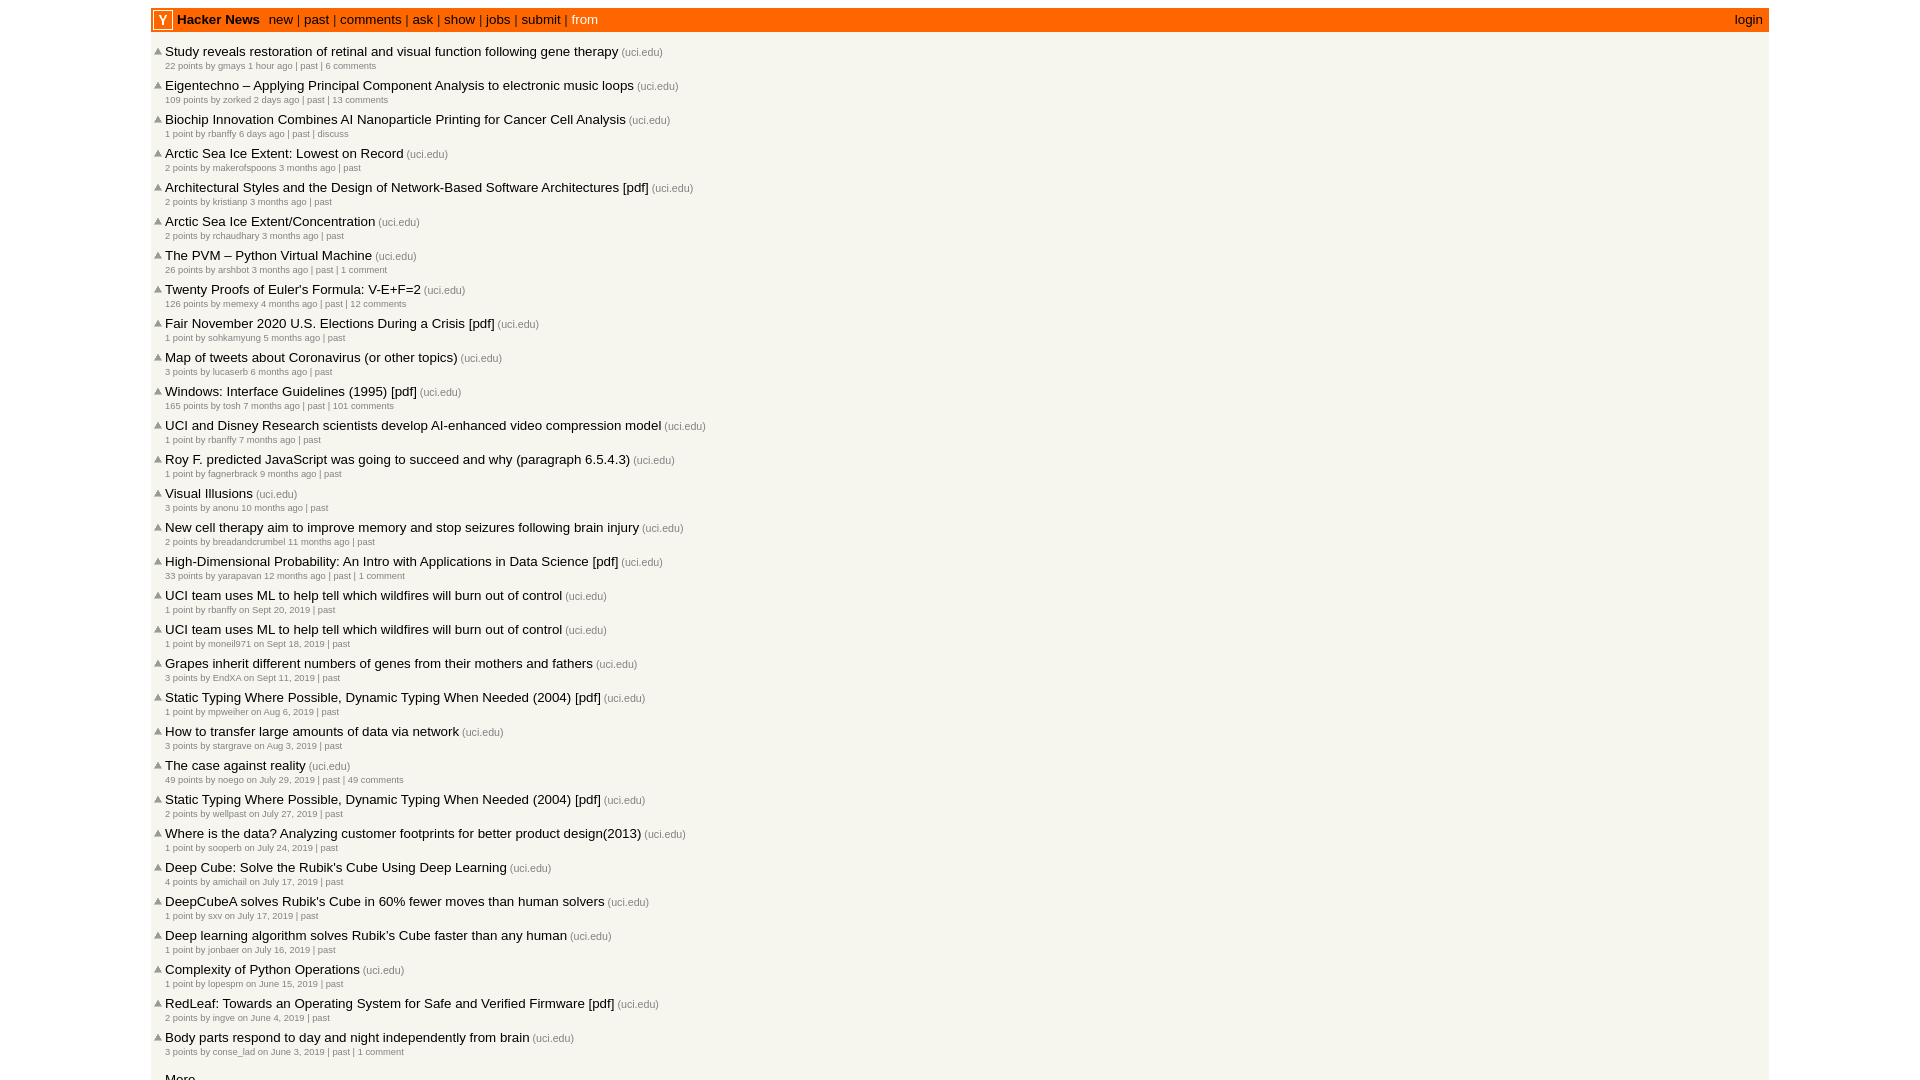 Y Hacker News new | past | comments | ask | show | jobs | submit | from login
Study reveals restoration of retinal and visual function following gene therapy (uci.edu)
22 points by gmays 1 hour ago | past | 6 comments
Eigentechno – Applying Principal Component Analysis to electronic music loops (uci.edu)
109 points by zorked 2 days ago | past | 13 comments
Biochip Innovation Combines AI Nanoparticle Printing for Cancer Cell Analysis (uci.edu)
1 point by rbanffy 6 days ago | past | discuss
Arctic Sea Ice Extent: Lowest on Record (uci.edu)
2 points by makerofspoons 3 months ago | past
Architectural Styles and the Design of Network-Based Software Architectures [pdf] (uci.edu)
2 points by kristianp 3 months ago | past
Arctic Sea Ice Extent/Concentration (uci.edu)
2 points by rchaudhary 3 months ago | past
The PVM – Python Virtual Machine (uci.edu)
26 points by arshbot 3 months ago | past | 1 comment
Twenty Proofs of Euler's Formula: V-E+F=2 (uci.edu)
126 points by memexy 4 months ago | past | 12 comments
Fair November 2020 U.S. Elections During a Crisis [pdf] (uci.edu)
1 point by sohkamyung 5 months ago | past
Map of tweets about Coronavirus (or other topics) (uci.edu)
3 points by lucaserb 6 months ago | past
Windows: Interface Guidelines (1995) [pdf] (uci.edu)
165 points by tosh 7 months ago | past | 101 comments
UCI and Disney Research scientists develop AI-enhanced video compression model (uci.edu)
1 point by rbanffy 7 months ago | past
Roy F. predicted JavaScript was going to succeed and why (paragraph 6.5.4.3) (uci.edu)
1 point by fagnerbrack 9 months ago | past
Visual Illusions (uci.edu)
3 points by anonu 10 months ago | past
New cell therapy aim to improve memory and stop seizures following brain injury (uci.edu)
2 points by breadandcrumbel 11 months ago | past
High-Dimensional Probability: An Intro with Applications in Data Science [pdf] (uci.edu)
33 points by yarapavan 12 months ago | past | 1 comment
UCI team uses ML to help tell which wildfires will burn out of control (uci.edu)
1 point by rbanffy on Sept 20, 2019 | past
UCI team uses ML to help tell which wildfires will burn out of control (uci.edu)
1 point by moneil971 on Sept 18, 2019 | past
Grapes inherit different numbers of genes from their mothers and fathers (uci.edu)
3 points by EndXA on Sept 11, 2019 | past
Static Typing Where Possible, Dynamic Typing When Needed (2004) [pdf] (uci.edu)
1 point by mpweiher on Aug 6, 2019 | past
How to transfer large amounts of data via network (uci.edu)
3 points by stargrave on Aug 3, 2019 | past
The case against reality (uci.edu)
49 points by noego on July 29, 2019 | past | 49 comments
Static Typing Where Possible, Dynamic Typing When Needed (2004) [pdf] (uci.edu)
2 points by wellpast on July 27, 2019 | past
Where is the data? Analyzing customer footprints for better product design(2013) (uci.edu)
1 point by sooperb on July 24, 2019 | past
Deep Cube: Solve the Rubik's Cube Using Deep Learning (uci.edu)
4 points by amichail on July 17, 2019 | past
DeepCubeA solves Rubik's Cube in 60% fewer moves than human solvers (uci.edu)
1 point by sxv on July 17, 2019 | past
Deep learning algorithm solves Rubik’s Cube faster than any human (uci.edu)
1 point by jonbaer on July 16, 2019 | past
Complexity of Python Operations (uci.edu)
1 point by lopespm on June 15, 2019 | past
RedLeaf: Towards an Operating System for Safe and Verified Firmware [pdf] (uci.edu)
2 points by ingve on June 4, 2019 | past
Body parts respond to day and night independently from brain (uci.edu)
3 points by conse_lad on June 3, 2019 | past | 1 comment
More